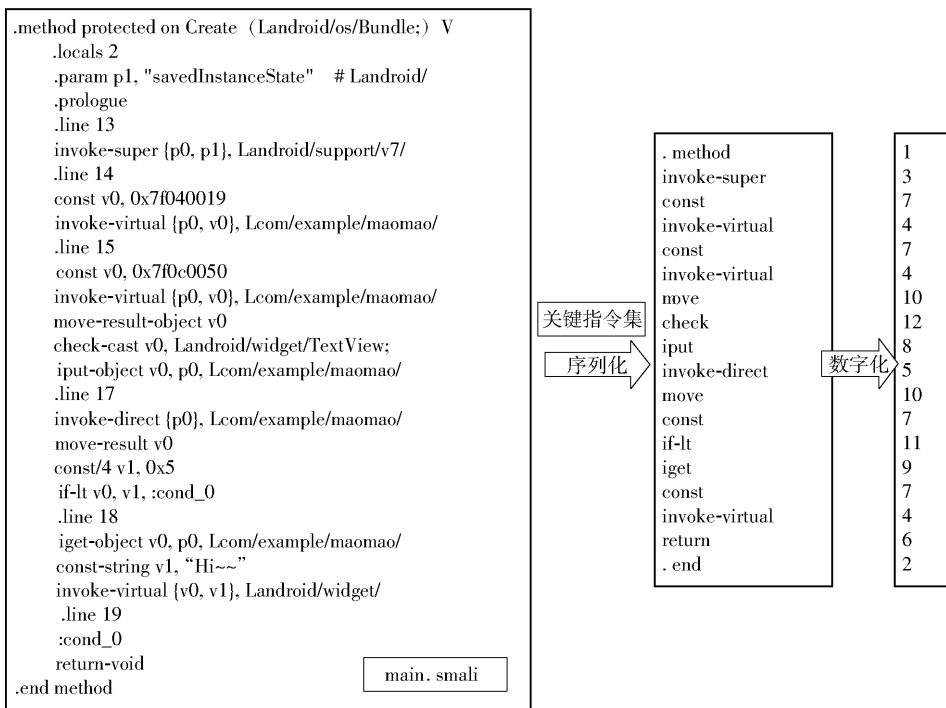 .method protected on Create（Landroid/os/Bundle;）V
.locals 2
.param p1, "savedInstanceState" # Landroid/
.prologue
.line 13
invoke-super {p0, p1}, Landroid/support/v7/
.line 14
const v0, 0x7f040019
invoke-virtual {p0, v0}, Lcom/example/maomao/
.line 15
const v0, 0x7f0c0050
invoke-virtual {p0, v0}, Lcom/example/maomao/
move-result-object v0
check-cast v0, Landroid/widget/TextView;
iput-object v0, p0, Lcom/example/maomao/
.line 17
invoke-direct {p0}, Lcom/example/maomao/
move-result v0
const/4 v1, 0x5
if-lt v0, v1, :cond_0
.line 18
iget-object v0, p0, Lcom/example/maomao/
const-string v1, “Hi~~”
invoke-virtual {v0, v1}, Landroid/widget/
.line 19
:cond_0
return-void
.end method
main. smali
关键指令集
序列化
. method
invoke-super
const
invoke-virtual
const
invoke-virtual
move
check
iput
invoke-direct
move
const
if-lt
iget
const
invoke-virtual
return
. end
数字化
1
3
7
4
7
4
10
12
8
5
10
7
11
9
7
4
6
2